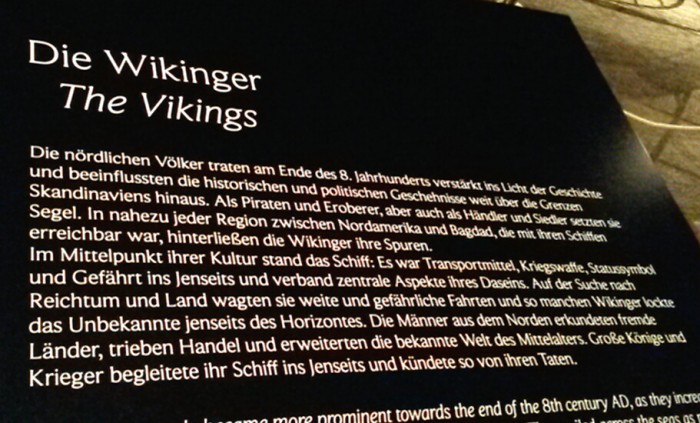 Die Wikinger
The Vikings
Die nördlichen Völker traten am Ende des 8. Jahrhunderts verstärkt ins Licht der Geschichte
und beeinflussten die historischen und politischen Geschehnisse weit über die Grenzen
Skandinaviens hinaus. Als Piraten und Eroberer, aber auch als Händler und Siedler setzten sie
Segel. In nahezu jeder Region zwischen Nordamerika und Bagdad, die mit ihren Schiffen
erreichbar war, hinterließen die Wikinger ihre Spuren.
Im Mittelpunkt ihrer Kultur stand das Schiff: Es war Transportmittel, Kriegswaffe, Statussymbol
und Gefährt ins Jenseits und verband zentrale Aspekte ihres Daseins. Auf der Suche nach
Reichtum und Land wagten sie weite und gefährliche Fahrten und so manchen Wikinger lockte
das Unbekannte jenseits des Horizontes. Die Männer aus dem Norden erkundeten fremde
Länder, trieben Handel und erweiterten die bekannte Welt des Mittelalters. Große Könige und
Krieger begleitete ihr Schiff ins Jenseits und kündete so von ihren Taten.
more prominent towards the end of the 8th century AD, as they
across the seas as